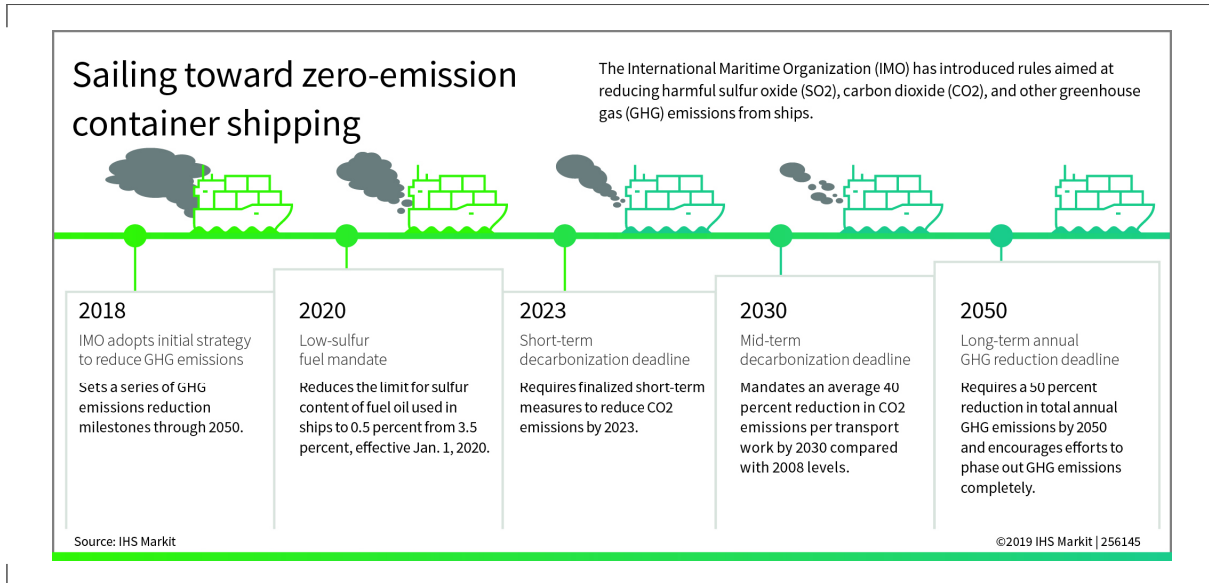 Sailing toward zero-emission
container shipping
The International Maritime Organization (IMO) has introduced rules aimed at
reducing harmful sulfur oxide (SO2), carbon dioxide (CO2), and other greenhouse
gas (GHG) emissions from ships.
2018
IMO adopts initial strategy
to reduce GHG emissions
Sets a series of GHG
emissions reduction
milestones through 2050.
2020
Low-sulfur
fuel mandate
Reduces the limit for sulfur
content of fuel oil used in
ships to 0.5 percent from 3.5
percent, effective Jan. 1, 2020.
2023
Short-term
decarbonization deadline
Requires finalized short-term
measures to reduce CO2
emissions by 2023.
2030
Mid-term
decarbonization deadline
Mandates an average 40
percent reduction in CO2
emissions per transport
work by 2030 compared
with 2008 levels.
2050
Long-term annual
GHG reduction deadline
Requires a 50 percent
reduction in total annual
GHG emissions by 2050
and encourages efforts to
phase out GHG emissions
completely.
Source: IHS Markit
©2019 IHS Markit | 256145